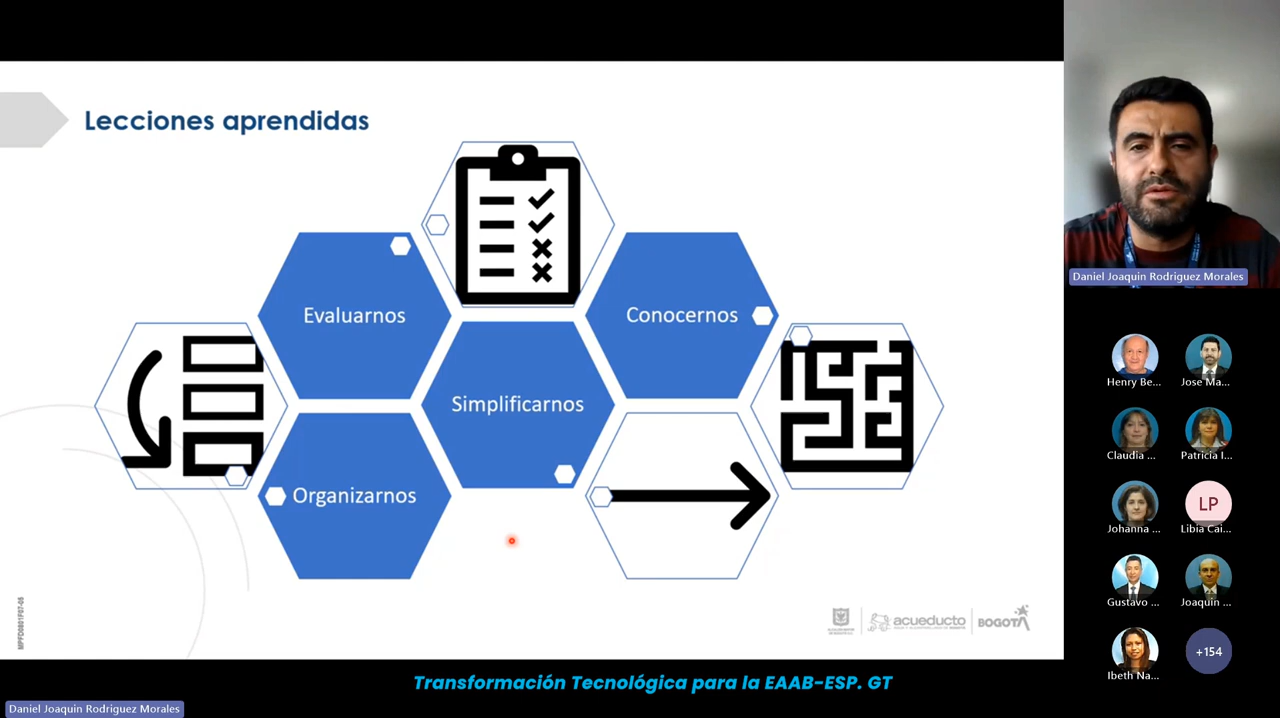 Lecciones aprendidas
Evaluarnos
Conocernos
Simplificarnos
Organizarnos
MPFD0801F07-05
acueducto
BOGOTÁ
Transformación Tecnológica para la EAAB-ESP. GT
Daniel Joaquin Rodriguez Morales
Daniel Joaquin Rodriguez Morales
Henry Be...
Jose Ma...
Claudia ...
Patricia I...
Johanna ...
LP
Libia Cai...
Gustavo ...
Joaquin ...
Ibeth Na...
+154